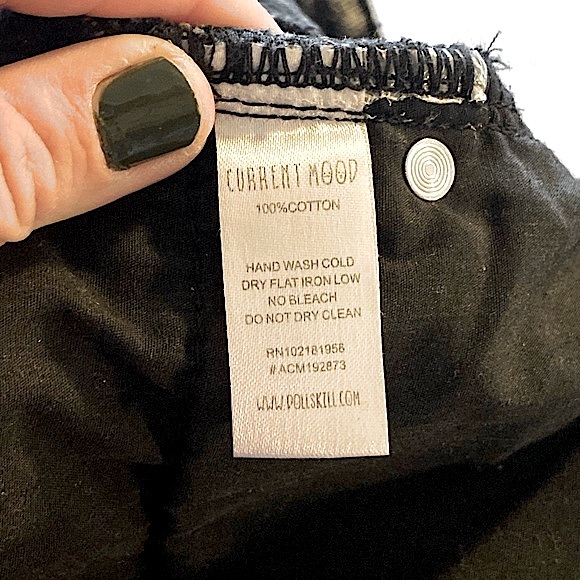 CURRENT MOOD
100%COTTON
HAND WASH COLD
DRY FLAT IRON LOW
NO BLEACH
DO NOT DRY CLEAN
RN102181956
#ACM192873
WWW.DOLLSKILL.COM